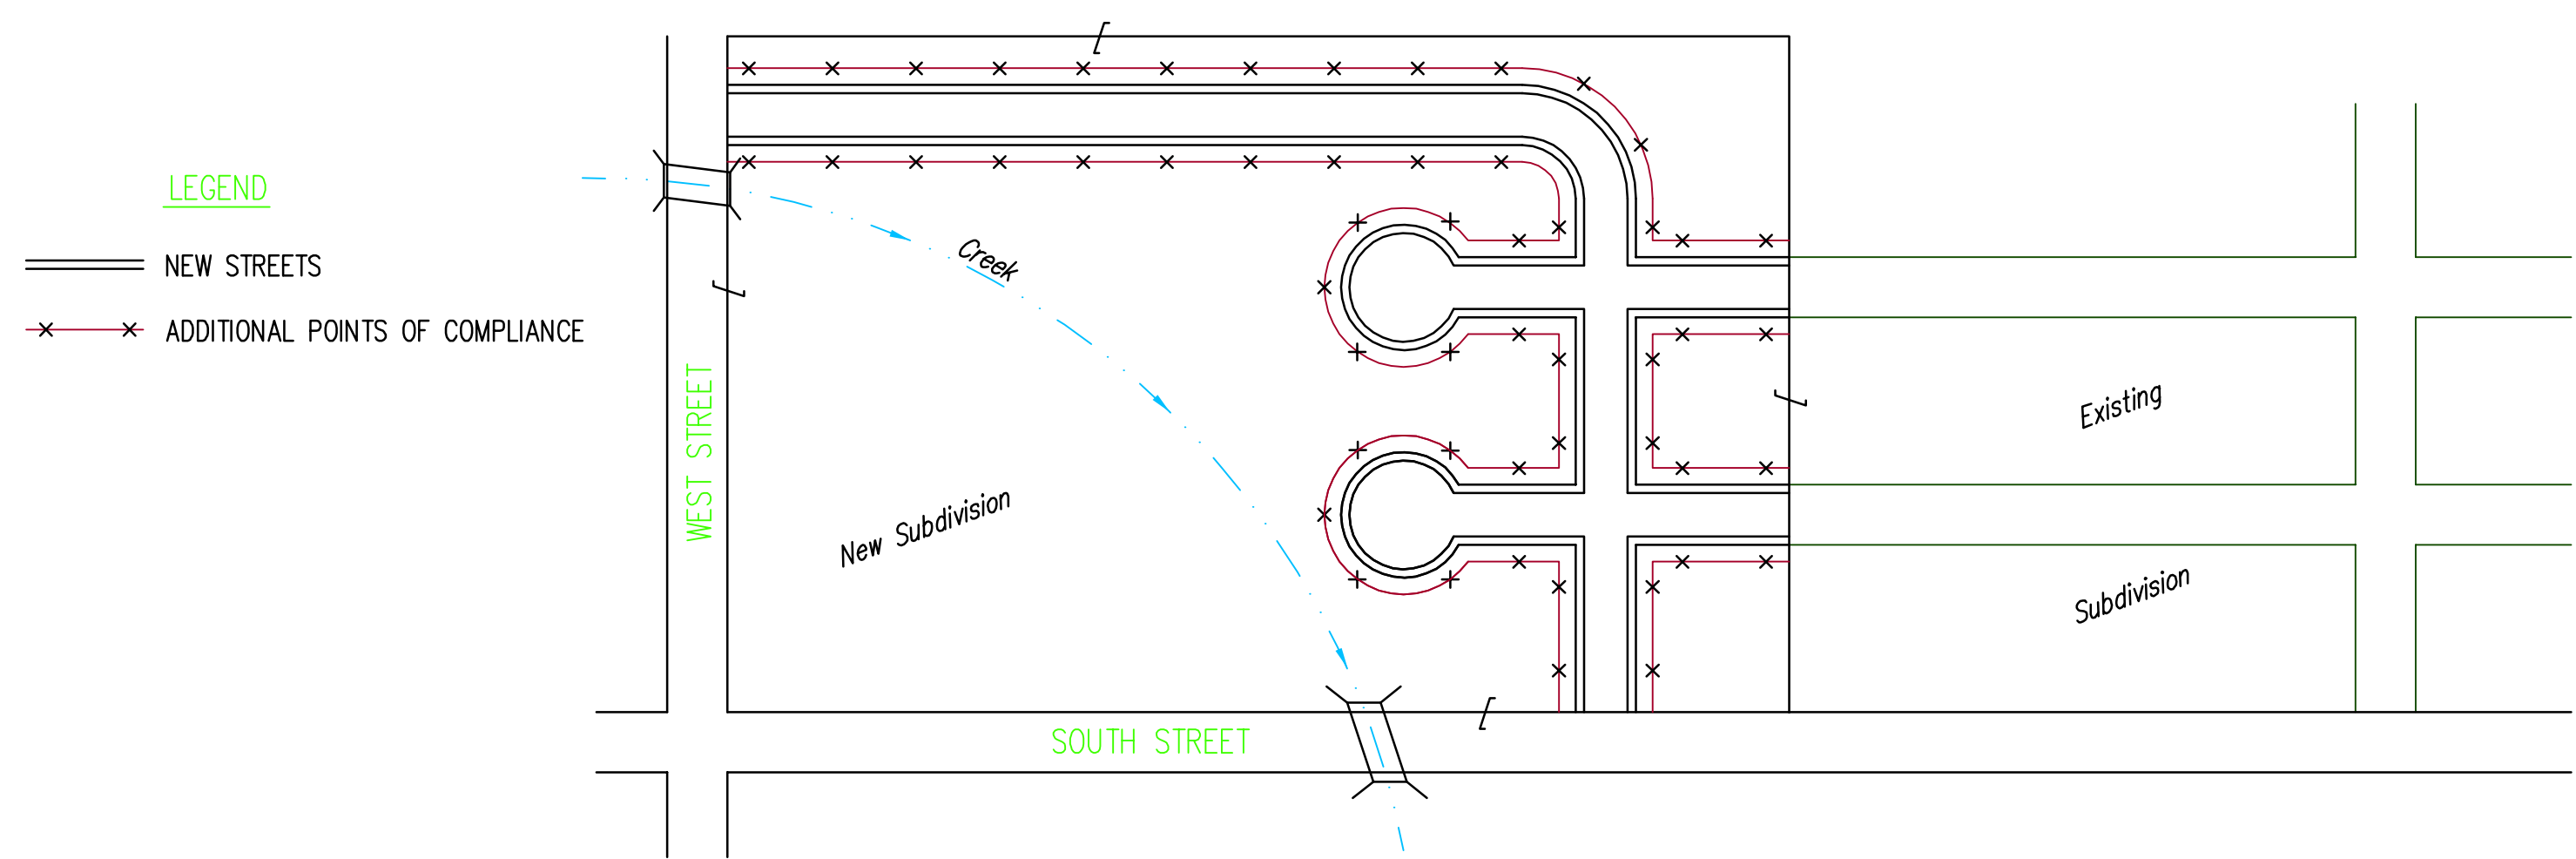 LEGEND
NEW STREETS
ADDITIONAL POINTS OF COMPLIANCE
Creek
WEST STREET
New Subdivision
SOUTH STREET
Existing
Subdivision